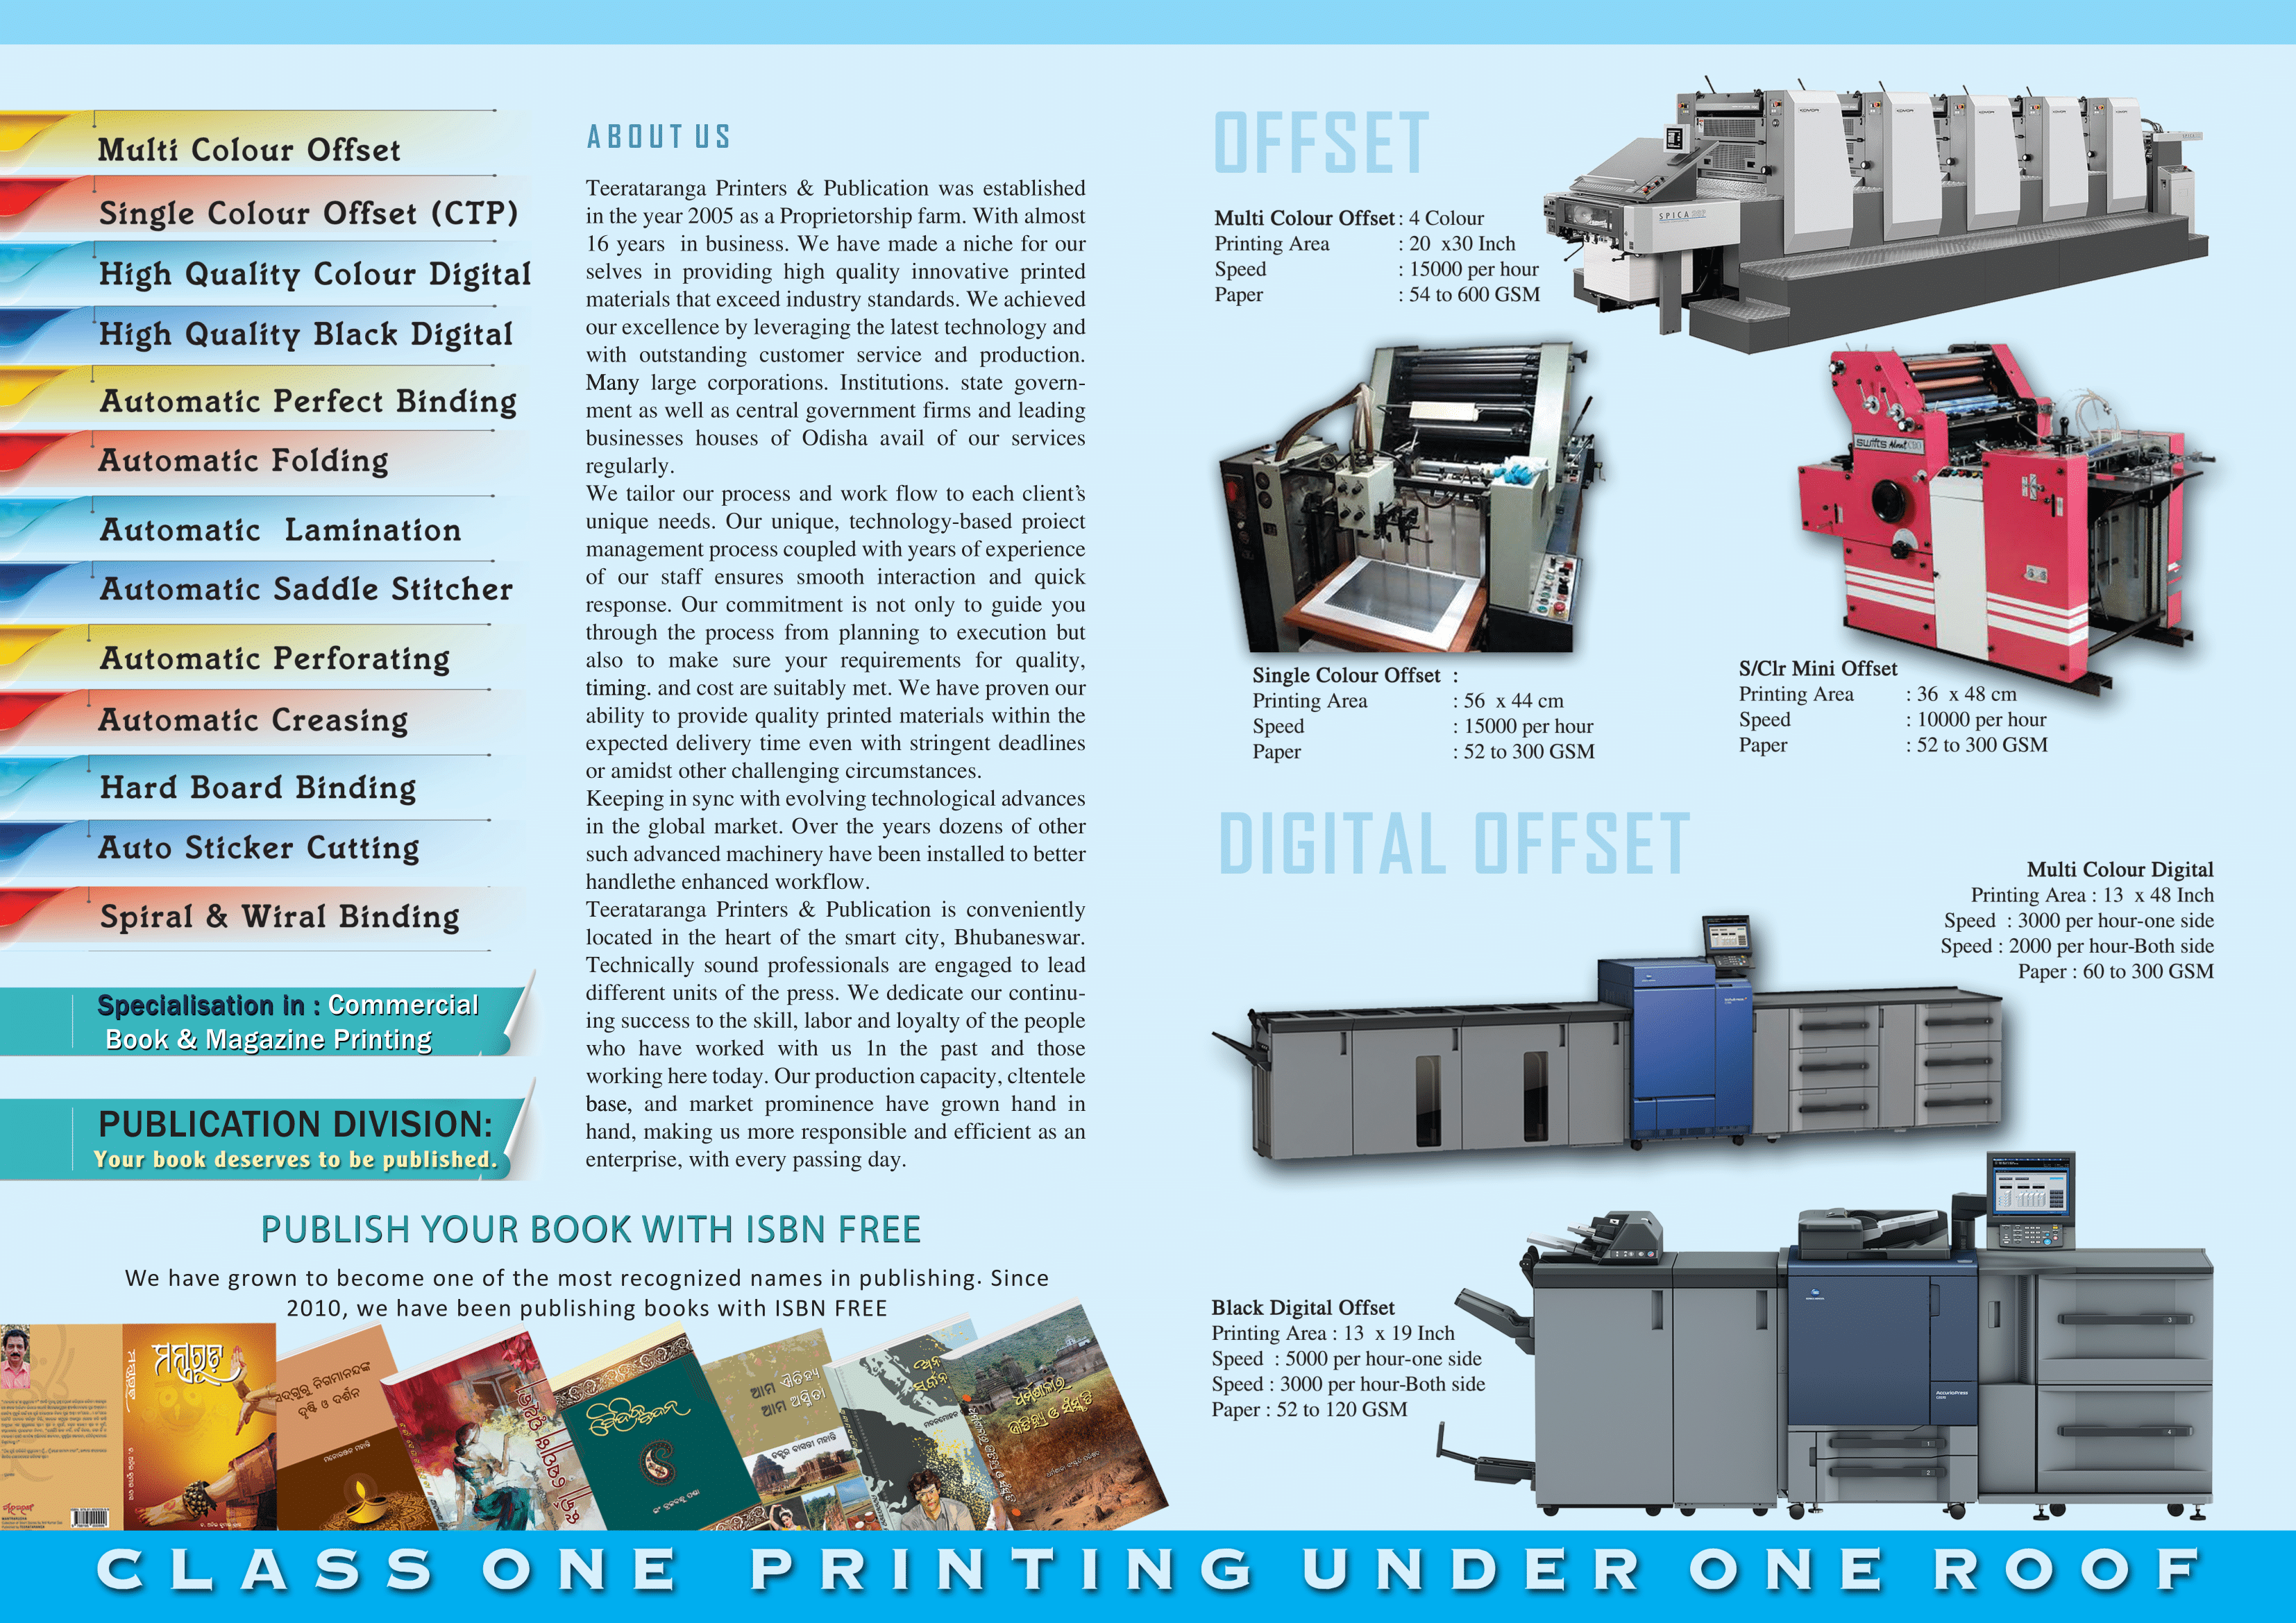 Multi Colour Offset
Single Colour Offset (CTP)
High Quality Colour Digital
High Quality Black Digital
Automatic Perfect Binding
Automatic Folding
Automatic  Lamination
Automatic Saddle Stitcher
Automatic Perforating
Automatic Creasing
Hard Board Binding
Auto Sticker Cutting
Spiral & Wiral Binding
Specialisation in : Commercial
Book & Magazine Printing
PUBLICATION DIVISION:
Your book deserves to be published.
ABOUT US
Teerataranga Printers & Publication was established
in the year 2005 as a Proprietorship farm. With almost
16 years  in business. We have made a niche for our
selves in providing high quality innovative printed
materials that exceed industry standards. We achieved
our excellence by leveraging the latest technology and
with outstanding customer service and production.
Many large corporations. Institutions. state govern-
ment as well as central government firms and leading
businesses houses of Odisha avail of our services
regularly.
We tailor our process and work flow to each client’s
unique needs. Our unique, technology-based proiect
management process coupled with years of experience
of our staff ensures smooth interaction and quick
response. Our commitment is not only to guide you
through the process from planning to execution but
also to make sure your requirements for quality,
timing. and cost are suitably met. We have proven our
ability to provide quality printed materials within the
expected delivery time even with stringent deadlines
or amidst other challenging circumstances.
Keeping in sync with evolving technological advances
in the global market. Over the years dozens of other
such advanced machinery have been installed to better
handlethe enhanced workflow.
Teerataranga Printers & Publication is conveniently
located in the heart of the smart city, Bhubaneswar.
Technically sound professionals are engaged to lead
different units of the press. We dedicate our continu-
ing success to the skill, labor and loyalty of the people
who have worked with us 1n the past and those
working here today. Our production capacity, cltentele
base, and market prominence have grown hand in
hand, making us more responsible and efficient as an
enterprise, with every passing day.
PUBLISH YOUR BOOK WITH ISBN FREE
We have grown to become one of the most recognized names in publishing. Since
2010, we have been publishing books with ISBN FREE
ସଦ୍‌ଗୁରୁ ନିଗମାନନ୍ଦଙ୍କ
ଦୃଷ୍ଟି ଓ ଦର୍ଶନ
ଆମ ଐତିହ୍ୟ
ଆମ ଅସ୍ମିତା
ଧର୍ମଶାଳାର
ଐତିହ୍ୟ ଓ ସଂସ୍କୃତି
OFFSET
Multi Colour Offset : 4 Colour
Printing Area : 20  x30 Inch
Speed : 15000 per hour
Paper : 54 to 600 GSM
KOMORI
SPICA
swifts
Single Colour Offset  :
Printing Area : 56  x 44 cm
Speed : 15000 per hour
Paper : 52 to 300 GSM
S/Clr Mini Offset
Printing Area : 36  x 48 cm
Speed : 10000 per hour
Paper : 52 to 300 GSM
DIGITAL OFFSET
Multi Colour Digital
Printing Area : 13  x 48 Inch
Speed  : 3000 per hour-one side
Speed : 2000 per hour-Both side
Paper : 60 to 300 GSM
Black Digital Offset
Printing Area : 13  x 19 Inch
Speed  : 5000 per hour-one side
Speed : 3000 per hour-Both side
Paper : 52 to 120 GSM
AccurioPress
CLASS ONE PRINTING UNDER ONE ROOF